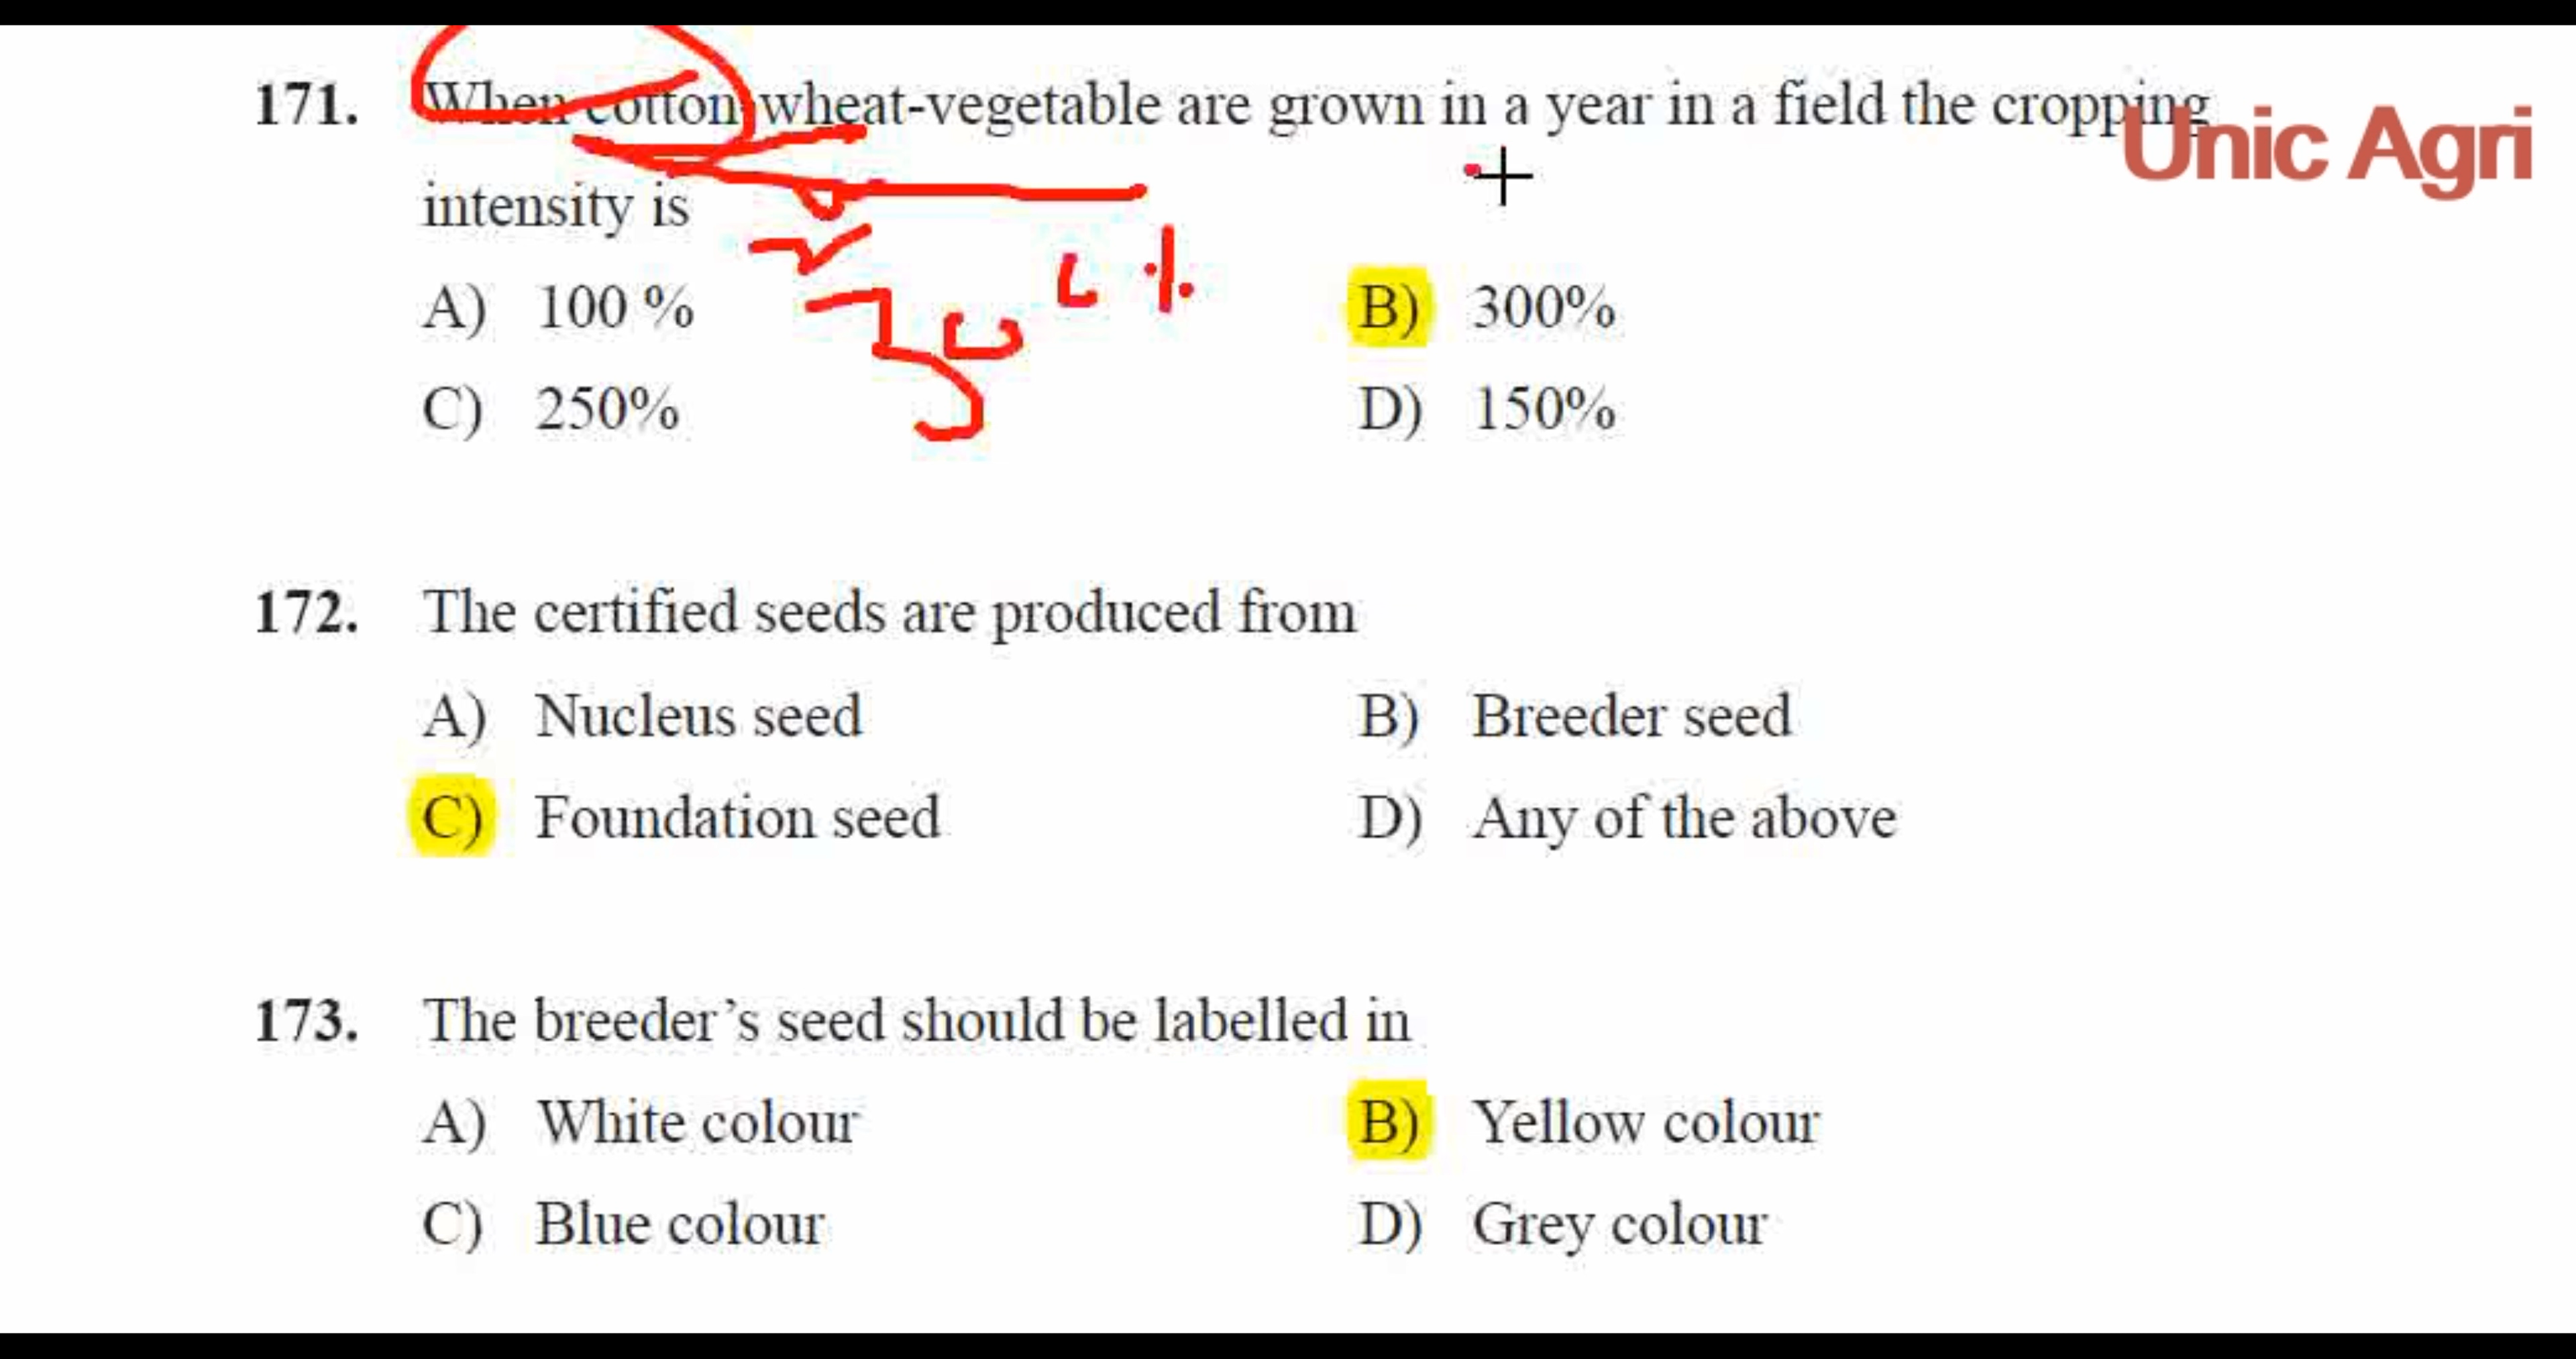 171. When cotton-wheat-vegetable are grown in a year in a field the cropping
Unic Agri
intensity is
A) 100 % B) 300%
C) 250% D) 150%
172. The certified seeds are produced from
A) Nucleus seed B) Breeder seed
C) Foundation seed D) Any of the above
173. The breeder’s seed should be labelled in
A) White colour B) Yellow colour
C) Blue colour D) Grey colour